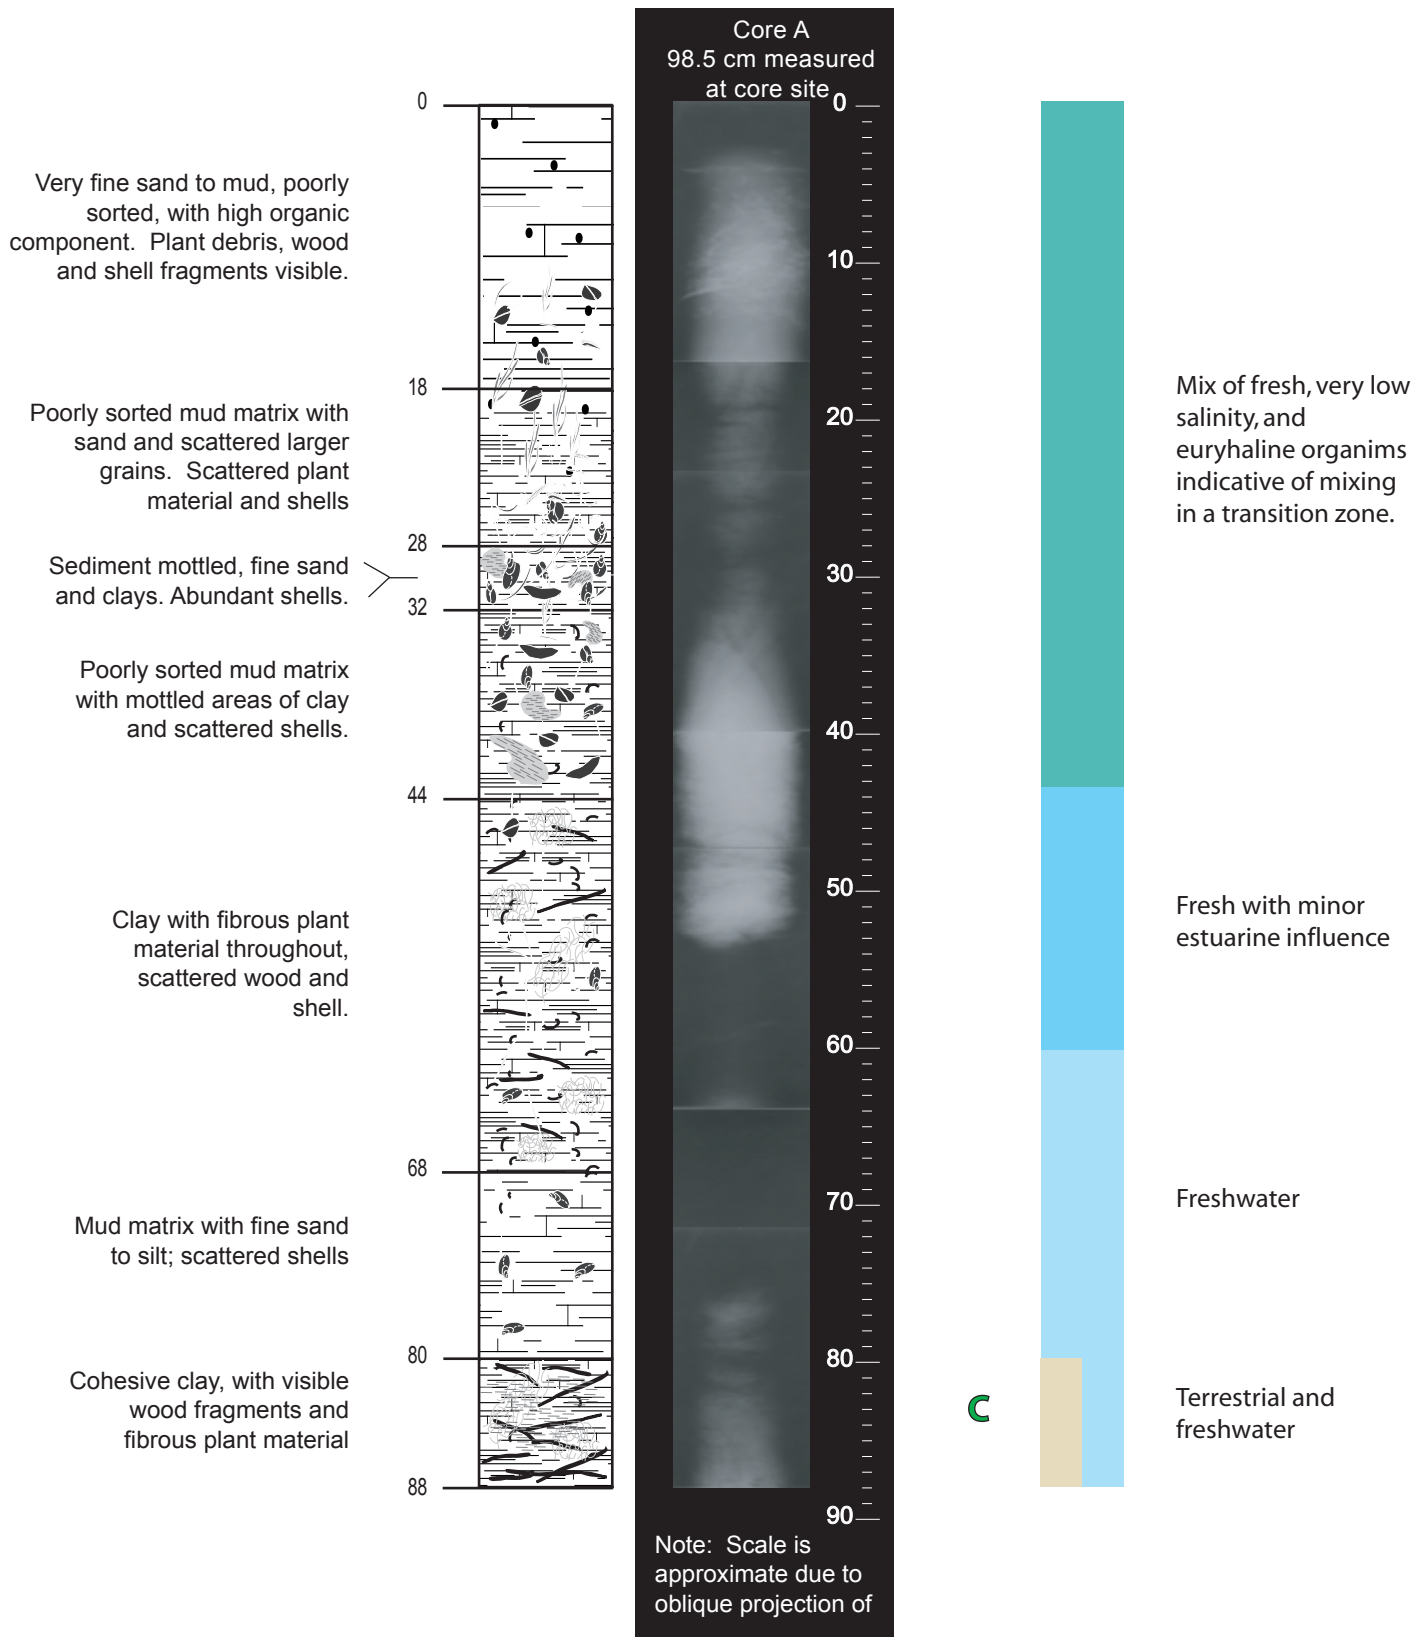 Core A
98.5 cm measured
at core site
0
Very fine sand to mud, poorly
sorted, with high organic
component. Plant debris, wood
and shell fragments visible.
18
Poorly sorted mud matrix with
sand and scattered larger
grains. Scattered plant
material and shells
28
Sediment mottled, fine sand
and clays. Abundant shells.
32
Poorly sorted mud matrix
with mottled areas of clay
and scattered shells.
44
Clay with fibrous plant
material throughout,
scattered wood and
shell.
68
Mud matrix with fine sand
to silt; scattered shells
80
Cohesive clay, with visible
wood fragments and
fibrous plant material
88
0
10
20
30
40
50
60
70
80
90
Note: Scale is
approximate due to
oblique projection of
Mix of fresh, very low
salinity, and
euryhaline organims
indicative of mixing
in a transition zone.
Fresh with minor
estuarine influence
Freshwater
C
Terrestrial and
freshwater